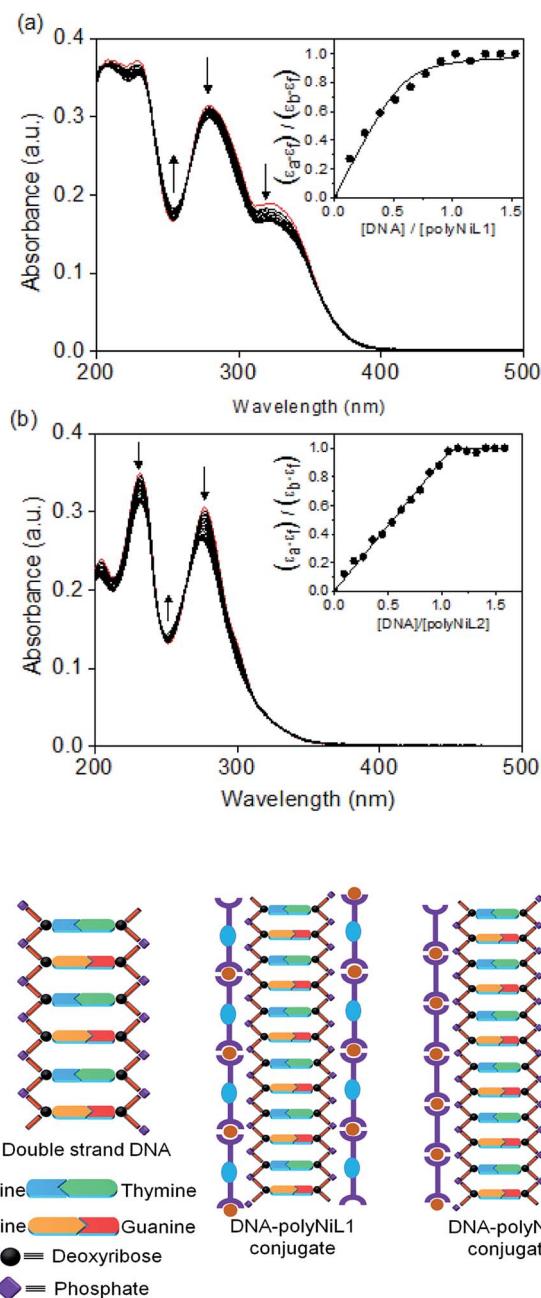 (a)
0.4
0.3
0.2
0.1
0.0
Absorbance (a.u.)
200 300 400 500
Wavelength (nm)
1.0
0.8
0.6
0.4
0.2
0.0
(εa-εf) / (εb-εf)
0.0 0.5 1.0 1.5
[DNA] / [polyNiL1]
(b)
0.4
0.3
0.2
0.1
0.0
Absorbance (a.u.)
200 300 400 500
Wavelength (nm)
1.0
0.8
0.6
0.4
0.2
0.0
(εa-εf) / (εb-εf)
0.0 0.5 1.0 1.5
[DNA]/[polyNiL2]
Double strand DNA
ine Thymine
ine Guanine
Deoxyribose
Phosphate
DNA-polyNiL1
conjugate
DNA-polyN
conjugat